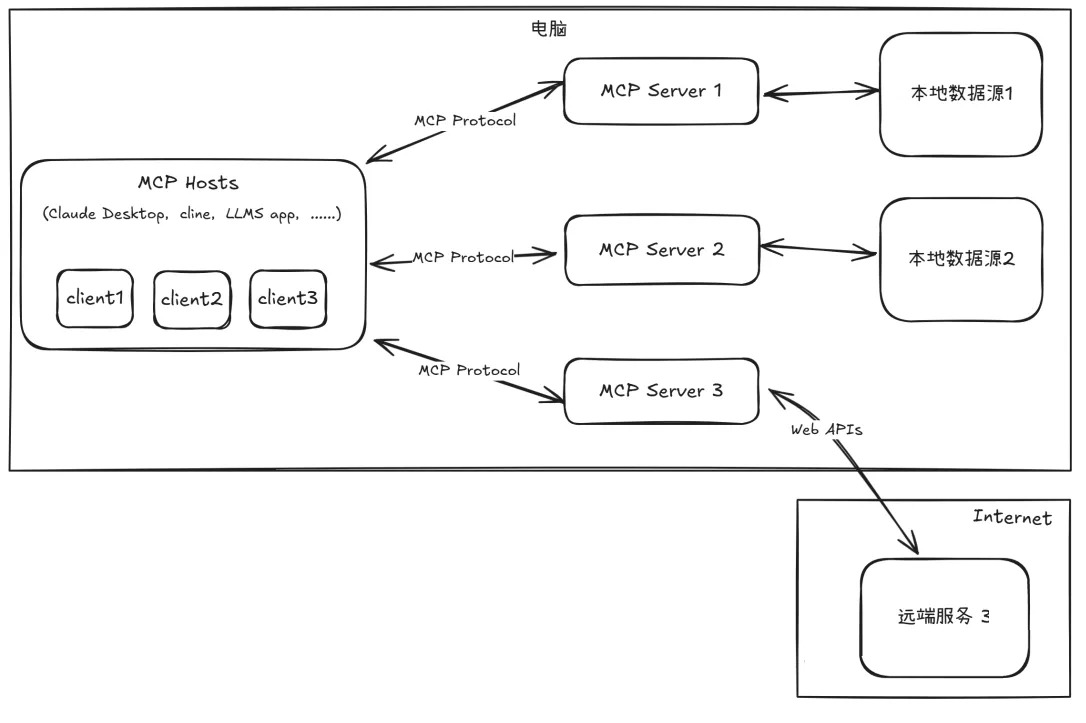 电脑
MCP Server 1
本地数据源1
MCP Protocol
MCP Hosts
(Claude Desktop, cline, LLMS app, ......)
MCP Server 2
本地数据源2
MCP Protocol
client1
client2
client3
MCP Protocol
MCP Server 3
Web APIs
Internet
远端服务 3